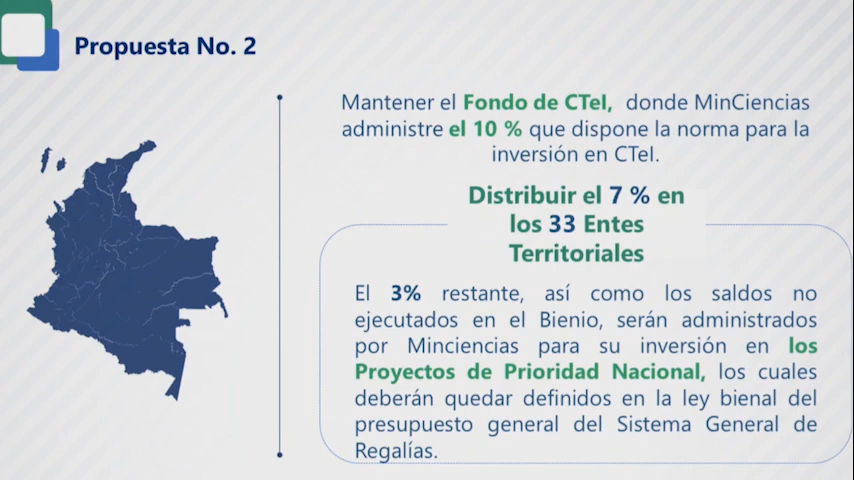 Propuesta No. 2
Mantener el Fondo de CTeI, donde MinCiencias
administre el 10 % que dispone la norma para la
inversión en CTeI.
Distribuir el 7 % en
los 33 Entes
Territoriales
El 3% restante, así como los saldos no
ejecutados en el Bienio, serán administrados
por Minciencias para su inversión en los
Proyectos de Prioridad Nacional, los cuales
deberán quedar definidos en la ley bienal del
presupuesto general del Sistema General de
Regalías.